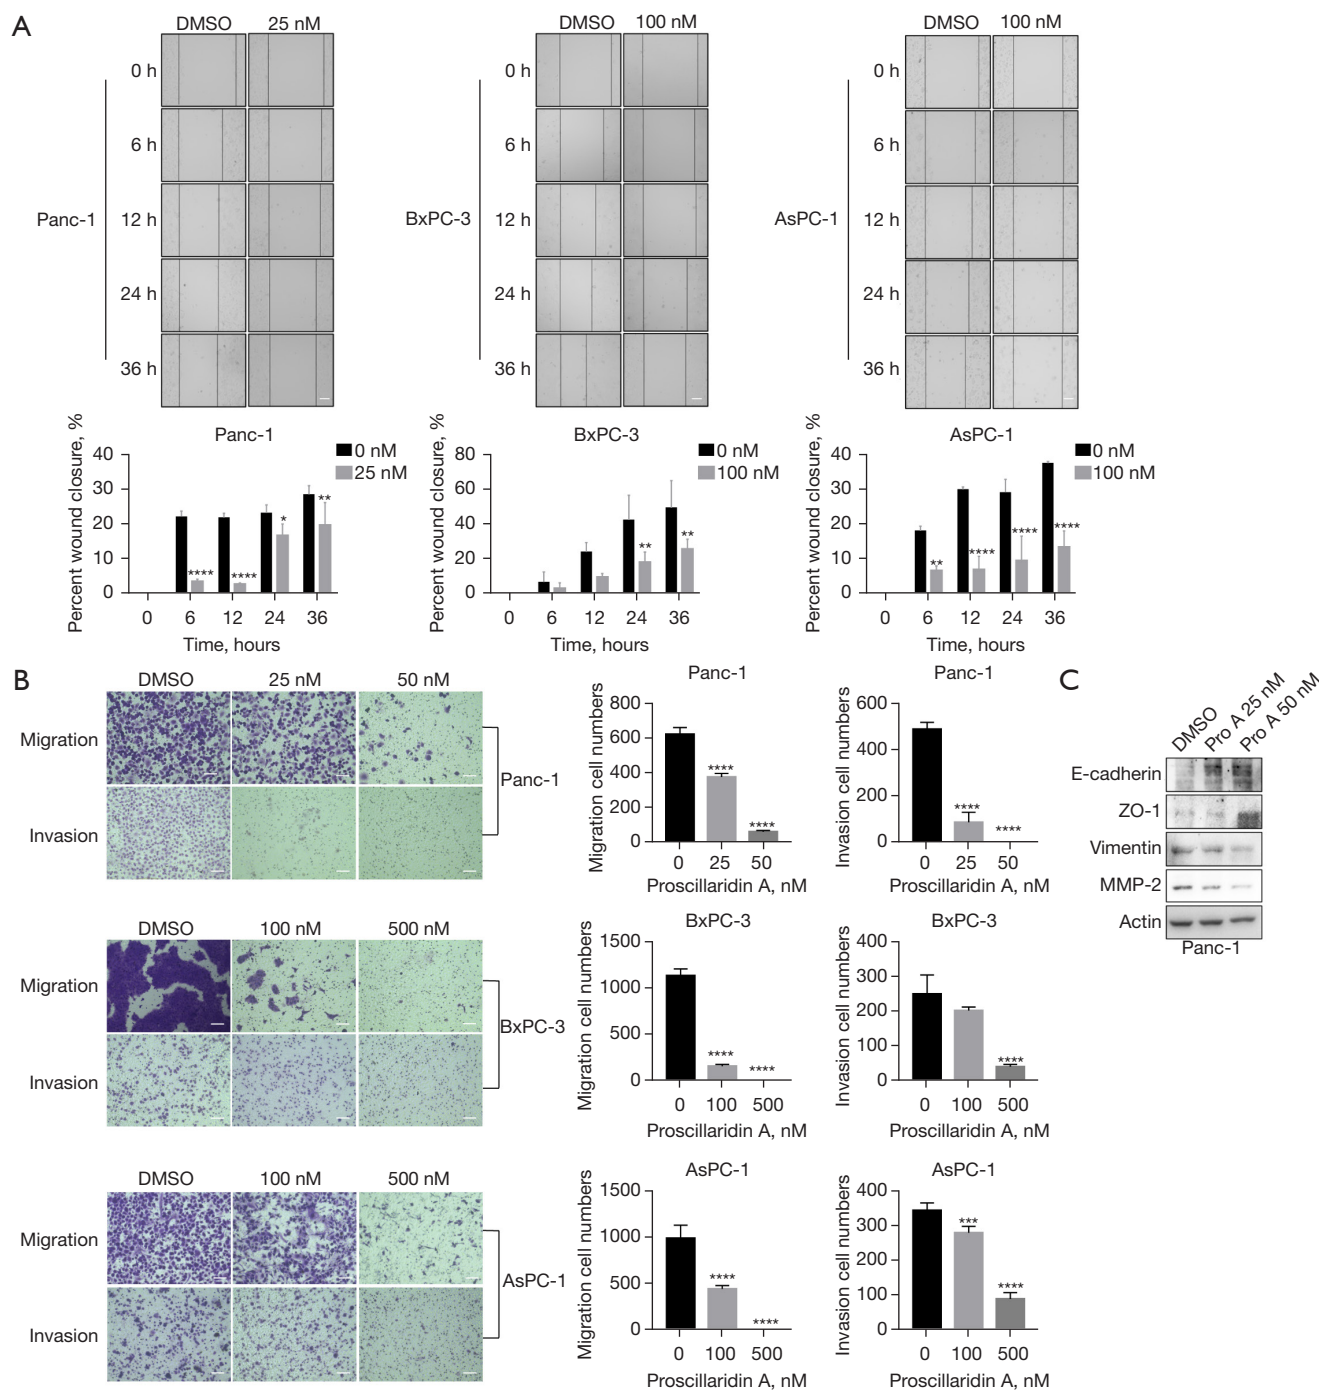 A
DMSO 25 nM
0 h
6 h
12 h
24 h
36 h
Panc-1
DMSO 100 nM
0 h
6 h
12 h
24 h
36 h
BxPC-3
DMSO 100 nM
0 h
6 h
12 h
24 h
36 h
AsPC-1
Panc-1
Percent wound closure, %
40
30
20
10
0
0 nM
25 nM
**** **** * **
0 6 12 24 36
Time, hours
BxPC-3
Percent wound closure, %
80
60
40
20
0
0 nM
100 nM
** **
0 6 12 24 36
Time, hours
AsPC-1
Percent wound closure, %
40
30
20
10
0
0 nM
100 nM
** **** **** ****
0 6 12 24 36
Time, hours
B
DMSO 25 nM 50 nM
Migration
Invasion
Panc-1
Panc-1
Migration cell numbers
800
600
400
200
0
**** ****
0 25 50
Proscillaridin A, nM
Panc-1
Invasion cell numbers
600
400
200
0
**** ****
0 25 50
Proscillaridin A, nM
DMSO 100 nM 500 nM
Migration
Invasion
BxPC-3
BxPC-3
Migration cell numbers
1500
1000
500
0
**** ****
0 100 500
Proscillaridin A, nM
BxPC-3
Invasion cell numbers
400
300
200
100
0
****
0 100 500
Proscillaridin A, nM
DMSO 100 nM 500 nM
Migration
Invasion
AsPC-1
AsPC-1
Migration cell numbers
1500
1000
500
0
**** ****
0 100 500
Proscillaridin A, nM
AsPC-1
Invasion cell numbers
400
300
200
100
0
*** ****
0 100 500
Proscillaridin A, nM
C
DMSO
Pro A 25 nM
Pro A 50 nM
E-cadherin
ZO-1
Vimentin
MMP-2
Actin
Panc-1